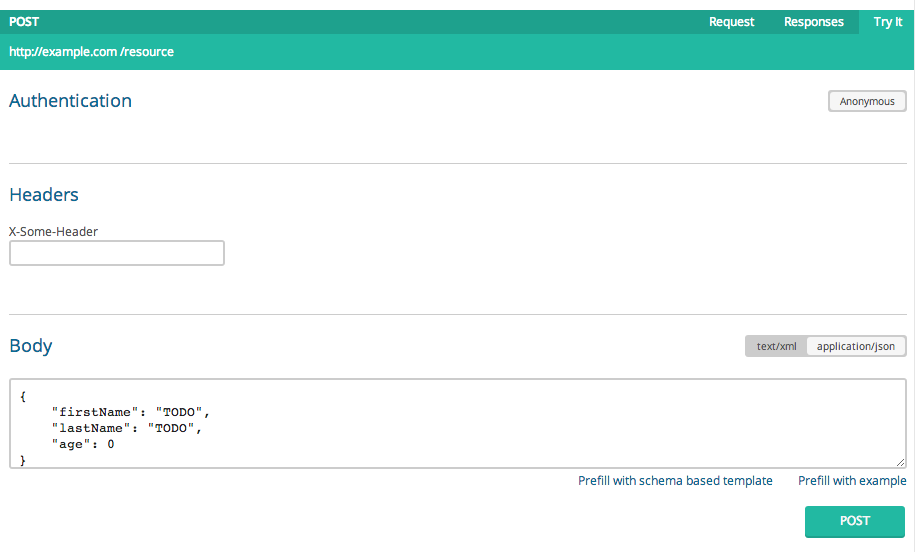 POST Request Responses Try It
http://example.com /resource
Authentication Anonymous
Headers
X-Some-Header
Body text/xml application/json
{
    "firstName": "TODO",
    "lastName": "TODO",
    "age": 0
}
Prefill with schema based template Prefill with example
POST